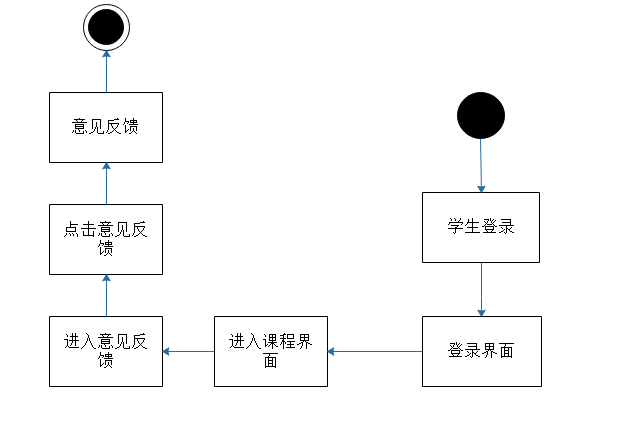 意见反馈
点击意见反
馈
学生登录
进入意见反
馈
进入课程界
面
登录界面